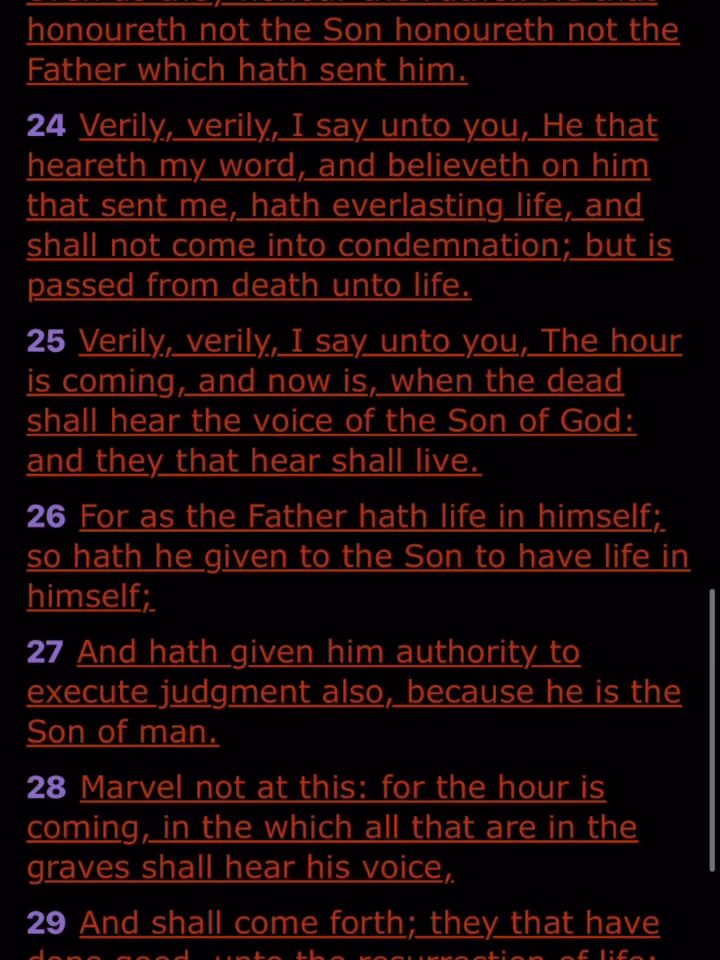 honoureth not the Son honoureth not the
Father which hath sent him.
24 Verily, verily, I say unto you, He that
heareth my word, and believeth on him
that sent me, hath everlasting life, and
shall not come into condemnation; but is
passed from death unto life.
25 Verily, verily, I say unto you, The hour
is coming, and now is, when the dead
shall hear the voice of the Son of God:
and they that hear shall live.
26 For as the Father hath life in himself;
so hath he given to the Son to have life in
himself;
27 And hath given him authority to
execute judgment also, because he is the
Son of man.
28 Marvel not at this: for the hour is
coming, in the which all that are in the
graves shall hear his voice,
29 And shall come forth; they that have
done good, unto the resurrection of life;